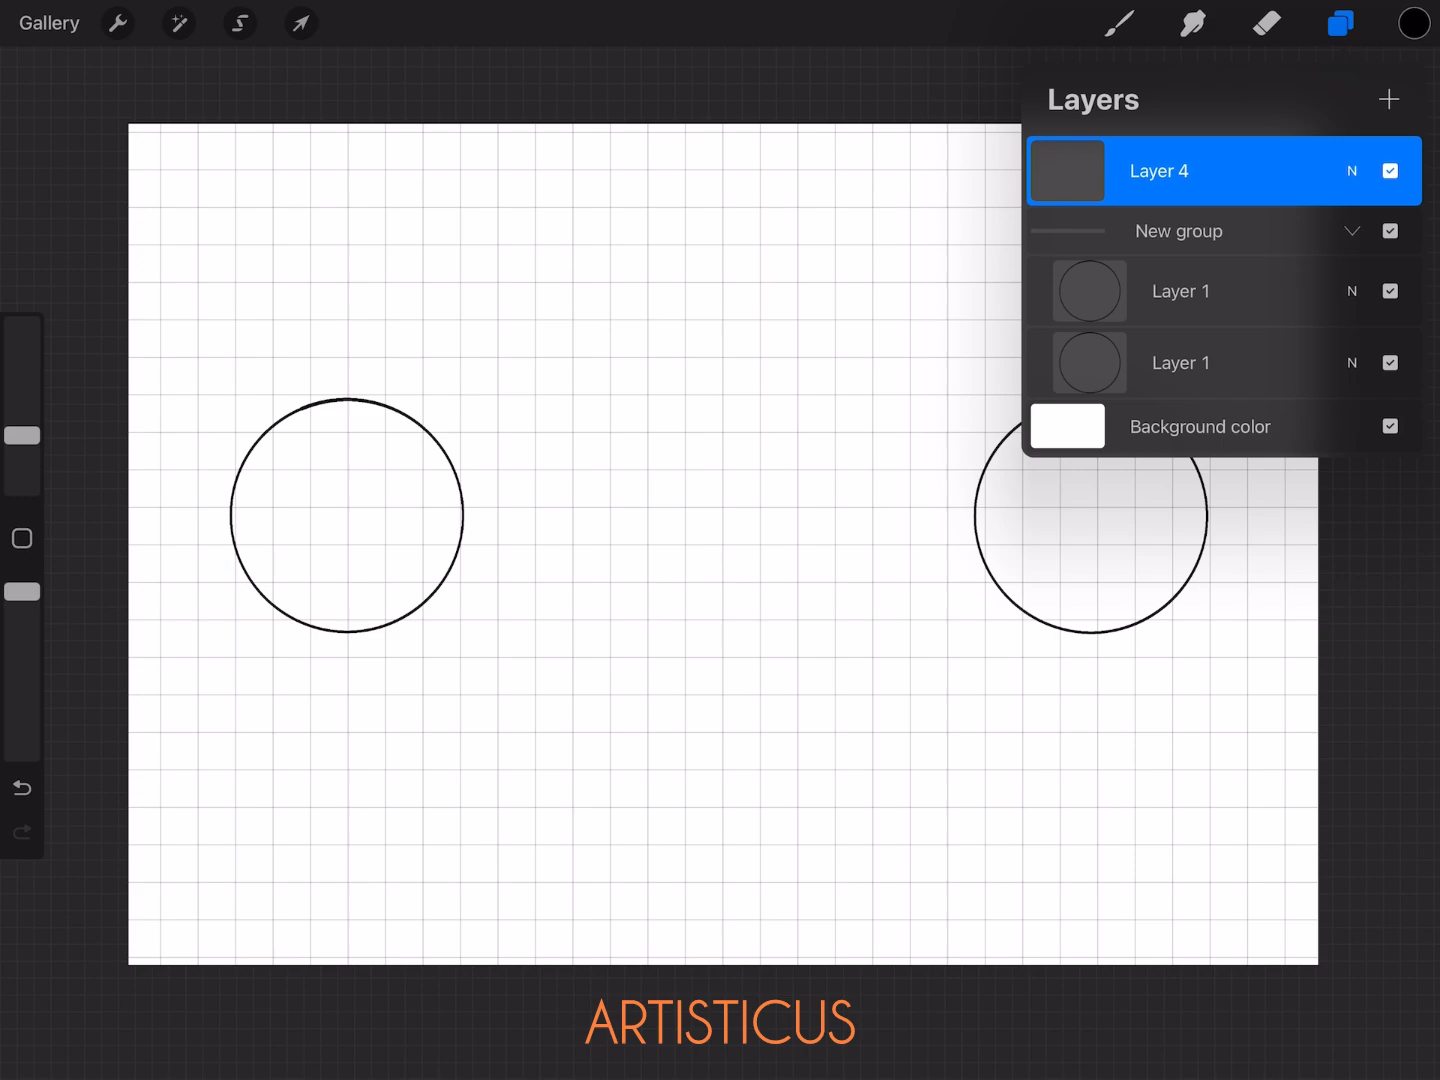 Gallery
Layers
Layer 4 N
New group
Layer 1 N
Layer 1 N
Background color
ARTISTICUS